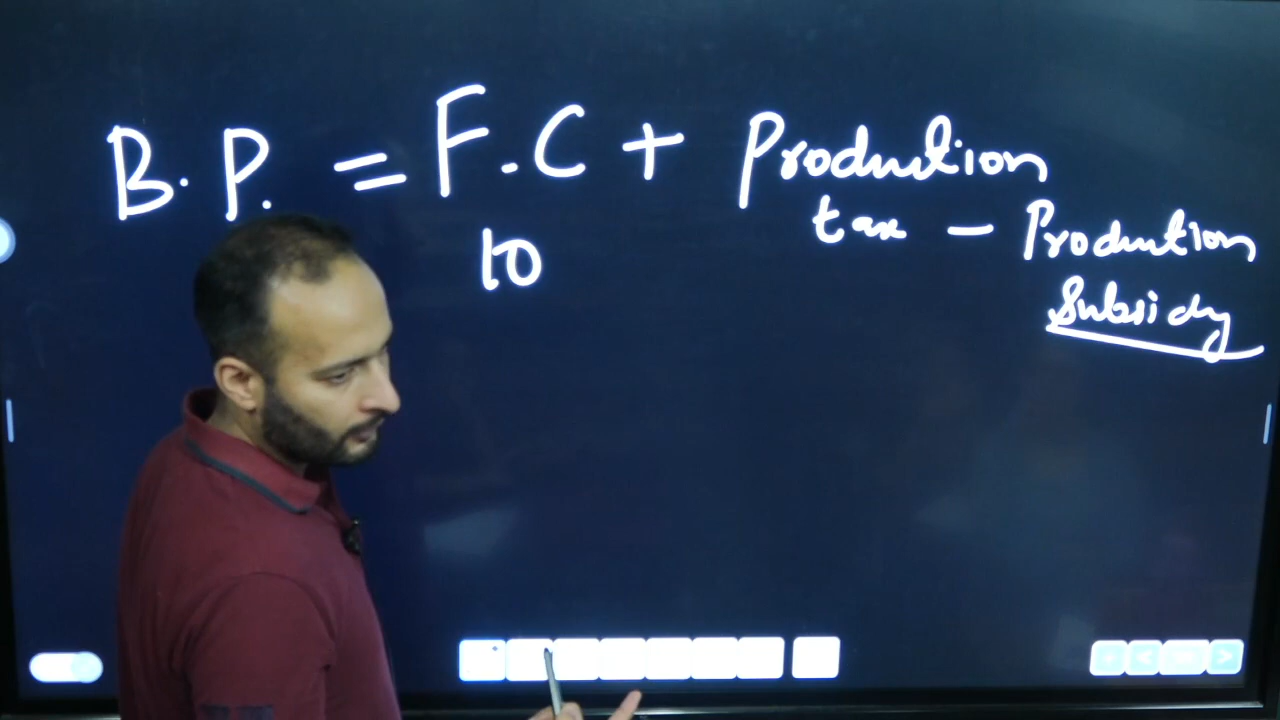 B.P. = F.C + Production
tax - Production
Subsidy
10